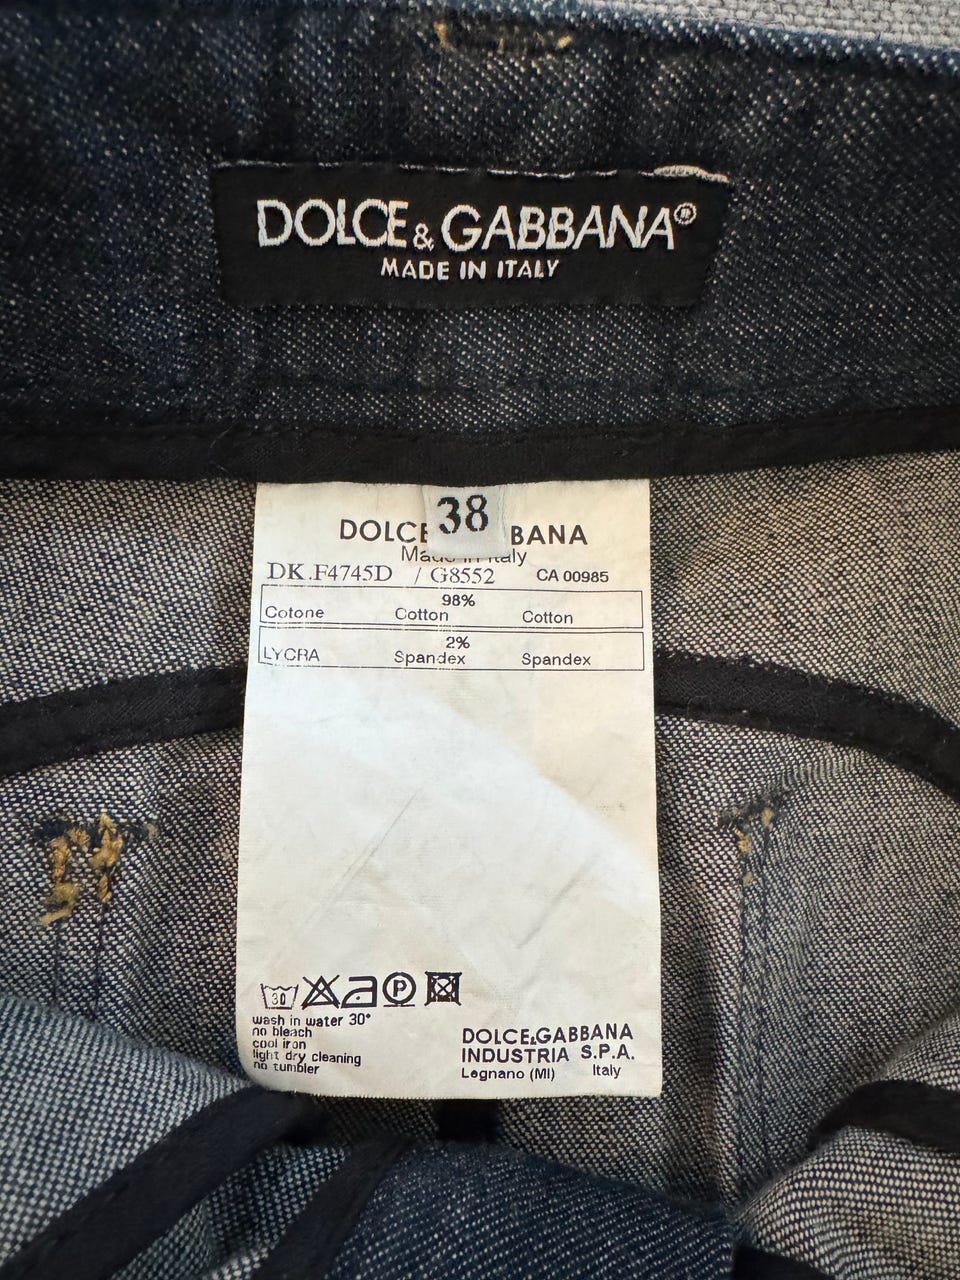 DOLCE & GABBANA®
MADE IN ITALY
38
DOLCE BANA
Made in Italy
DK.F4745D / G8552 CA 00985
98%
Cotone Cotton Cotton
2%
LYCRA Spandex Spandex
30 P
wash in water 30°
no bleach
cool iron
light dry cleaning
no tumbler
DOLCE&GABBANA
INDUSTRIA S.P.A.
Legnano (MI) Italy